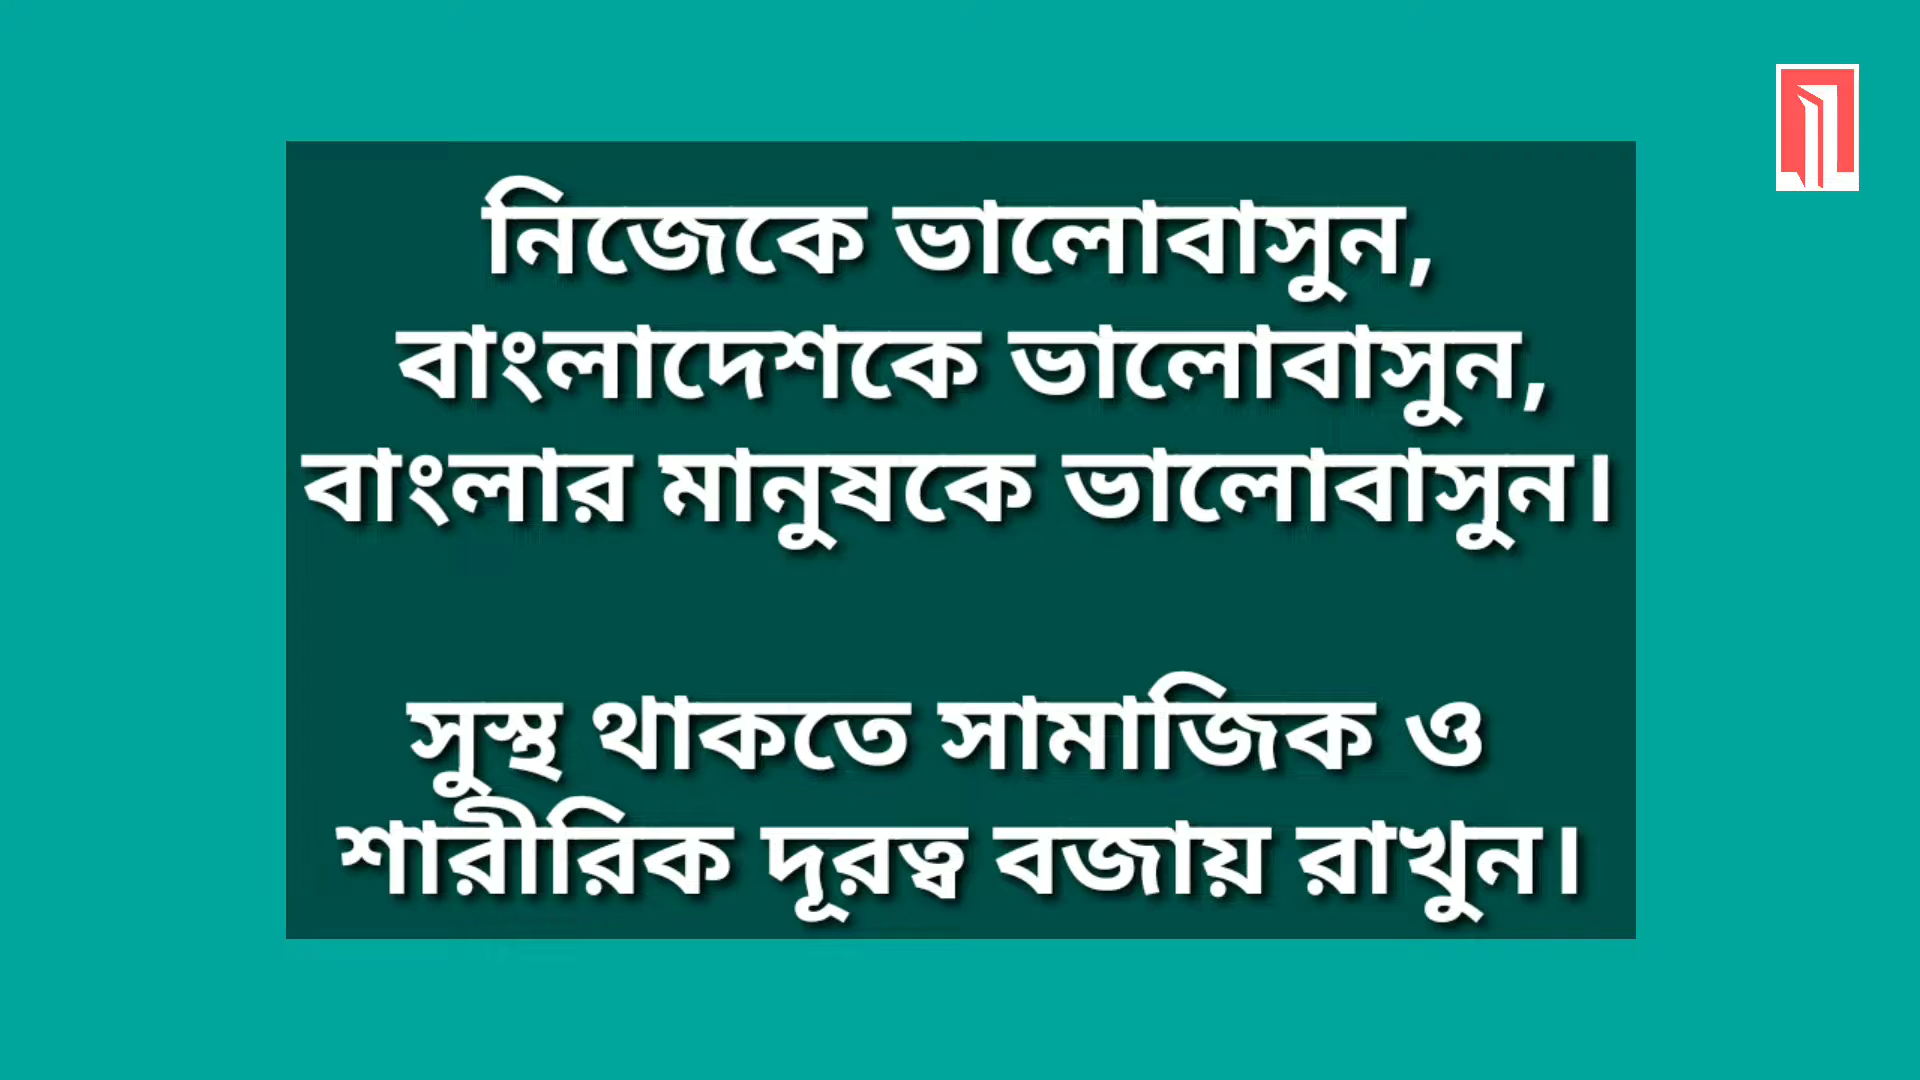 নিজেকে ভালোবাসুন,
বাংলাদেশকে ভালোবাসুন,
বাংলার মানুষকে ভালোবাসুন।
সুস্থ থাকতে সামাজিক ও
শারীরিক দূরত্ব বজায় রাখুন।